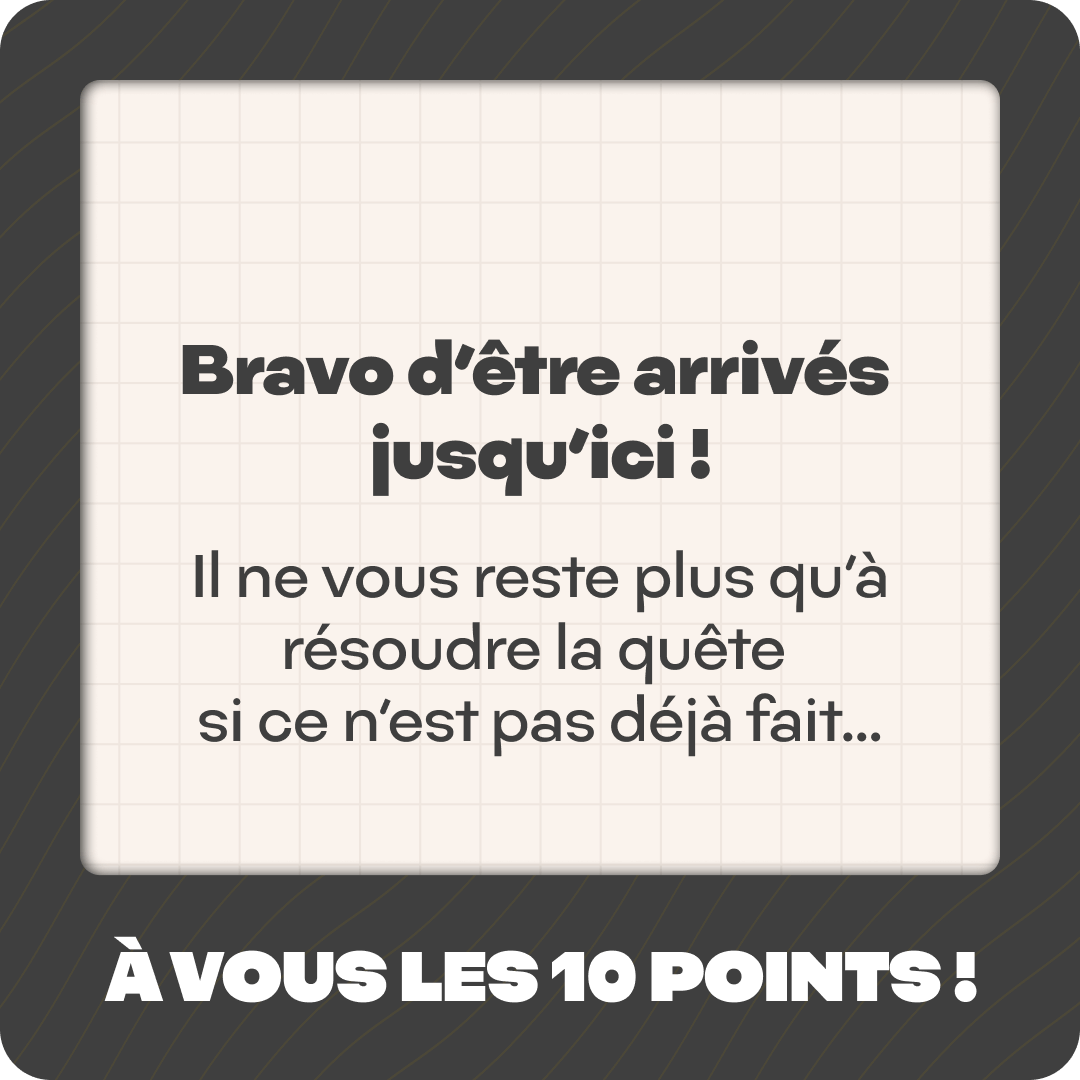 Bravo d’être arrivés
jusqu’ici !
Il ne vous reste plus qu’à
résoudre la quête
si ce n’est pas déjà fait...
À VOUS LES 10 POINTS !